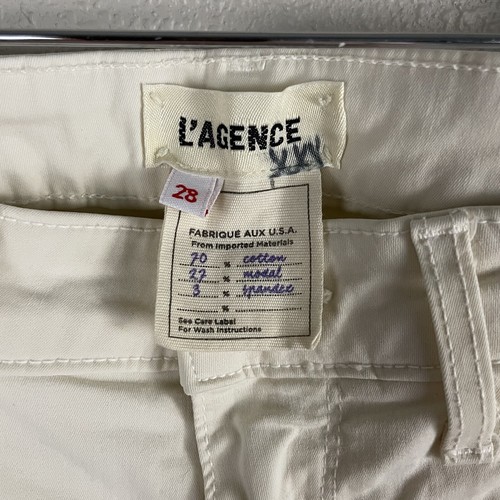 L'AGENCE
XXX
28
FABRIQUÉ AUX U.S.A.
From Imported Materials
70 % cotton
27 % modal
3 % spandex
%
See Care Label
For Wash Instructions